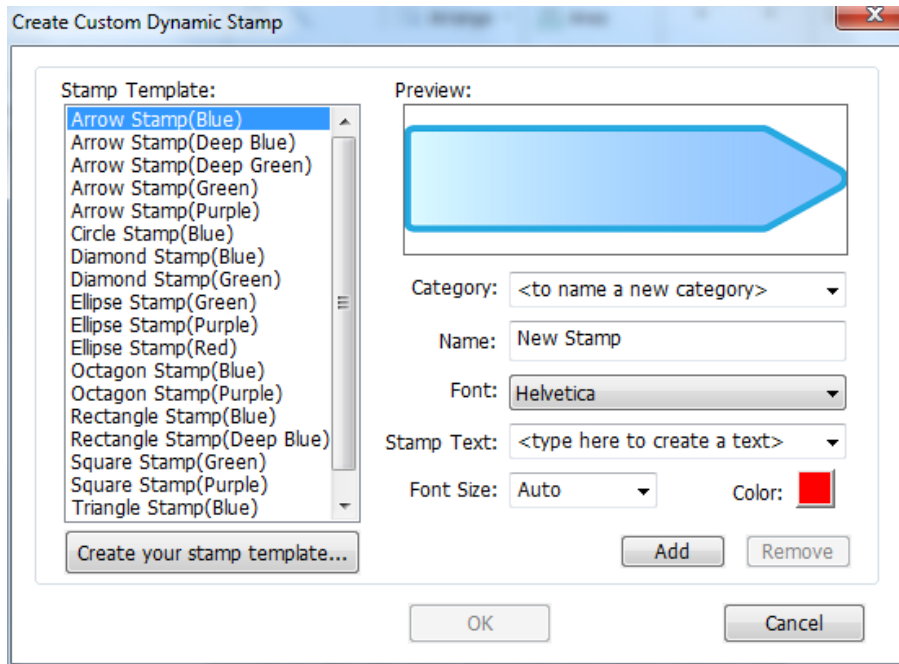 Create Custom Dynamic Stamp
Stamp Template:
Arrow Stamp(Blue)
Arrow Stamp(Deep Blue)
Arrow Stamp(Deep Green)
Arrow Stamp(Green)
Arrow Stamp(Purple)
Circle Stamp(Blue)
Diamond Stamp(Blue)
Diamond Stamp(Green)
Ellipse Stamp(Green)
Ellipse Stamp(Purple)
Ellipse Stamp(Red)
Octagon Stamp(Blue)
Octagon Stamp(Purple)
Rectangle Stamp(Blue)
Rectangle Stamp(Deep Blue)
Square Stamp(Green)
Square Stamp(Purple)
Triangle Stamp(Blue)
Create your stamp template...
Preview:
Category: <to name a new category>
Name: New Stamp
Font: Helvetica
Stamp Text: <type here to create a text>
Font Size: Auto Color:
Add Remove
OK Cancel